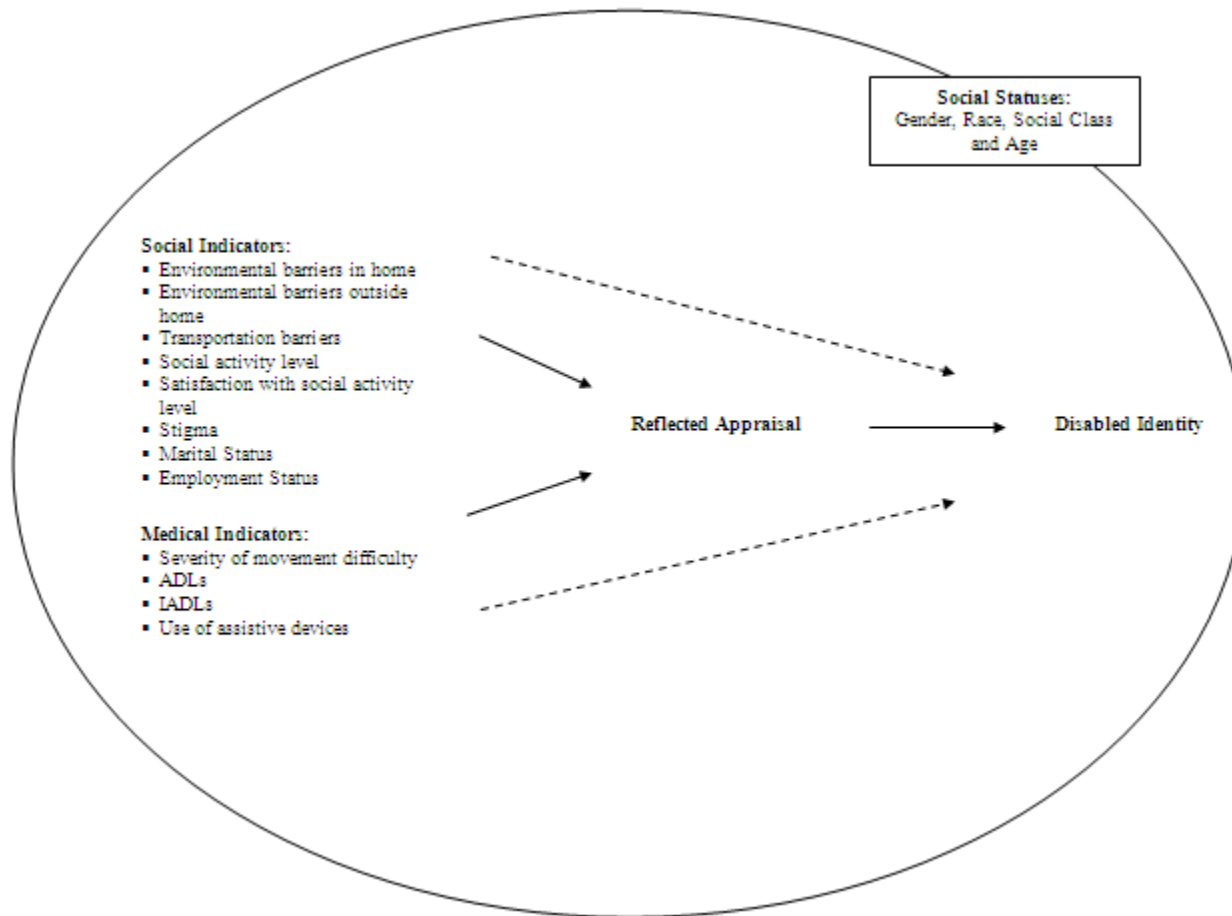 Social Statuses:
Gender, Race, Social Class
and Age
Social Indicators:
▪ Environmental barriers in home
▪ Environmental barriers outside
home
▪ Transportation barriers
▪ Social activity level
▪ Satisfaction with social activity
level
▪ Stigma
▪ Marital Status
▪ Employment Status
Reflected Appraisal
Disabled Identity
Medical Indicators:
▪ Severity of movement difficulty
▪ ADLs
▪ IADLs
▪ Use of assistive devices